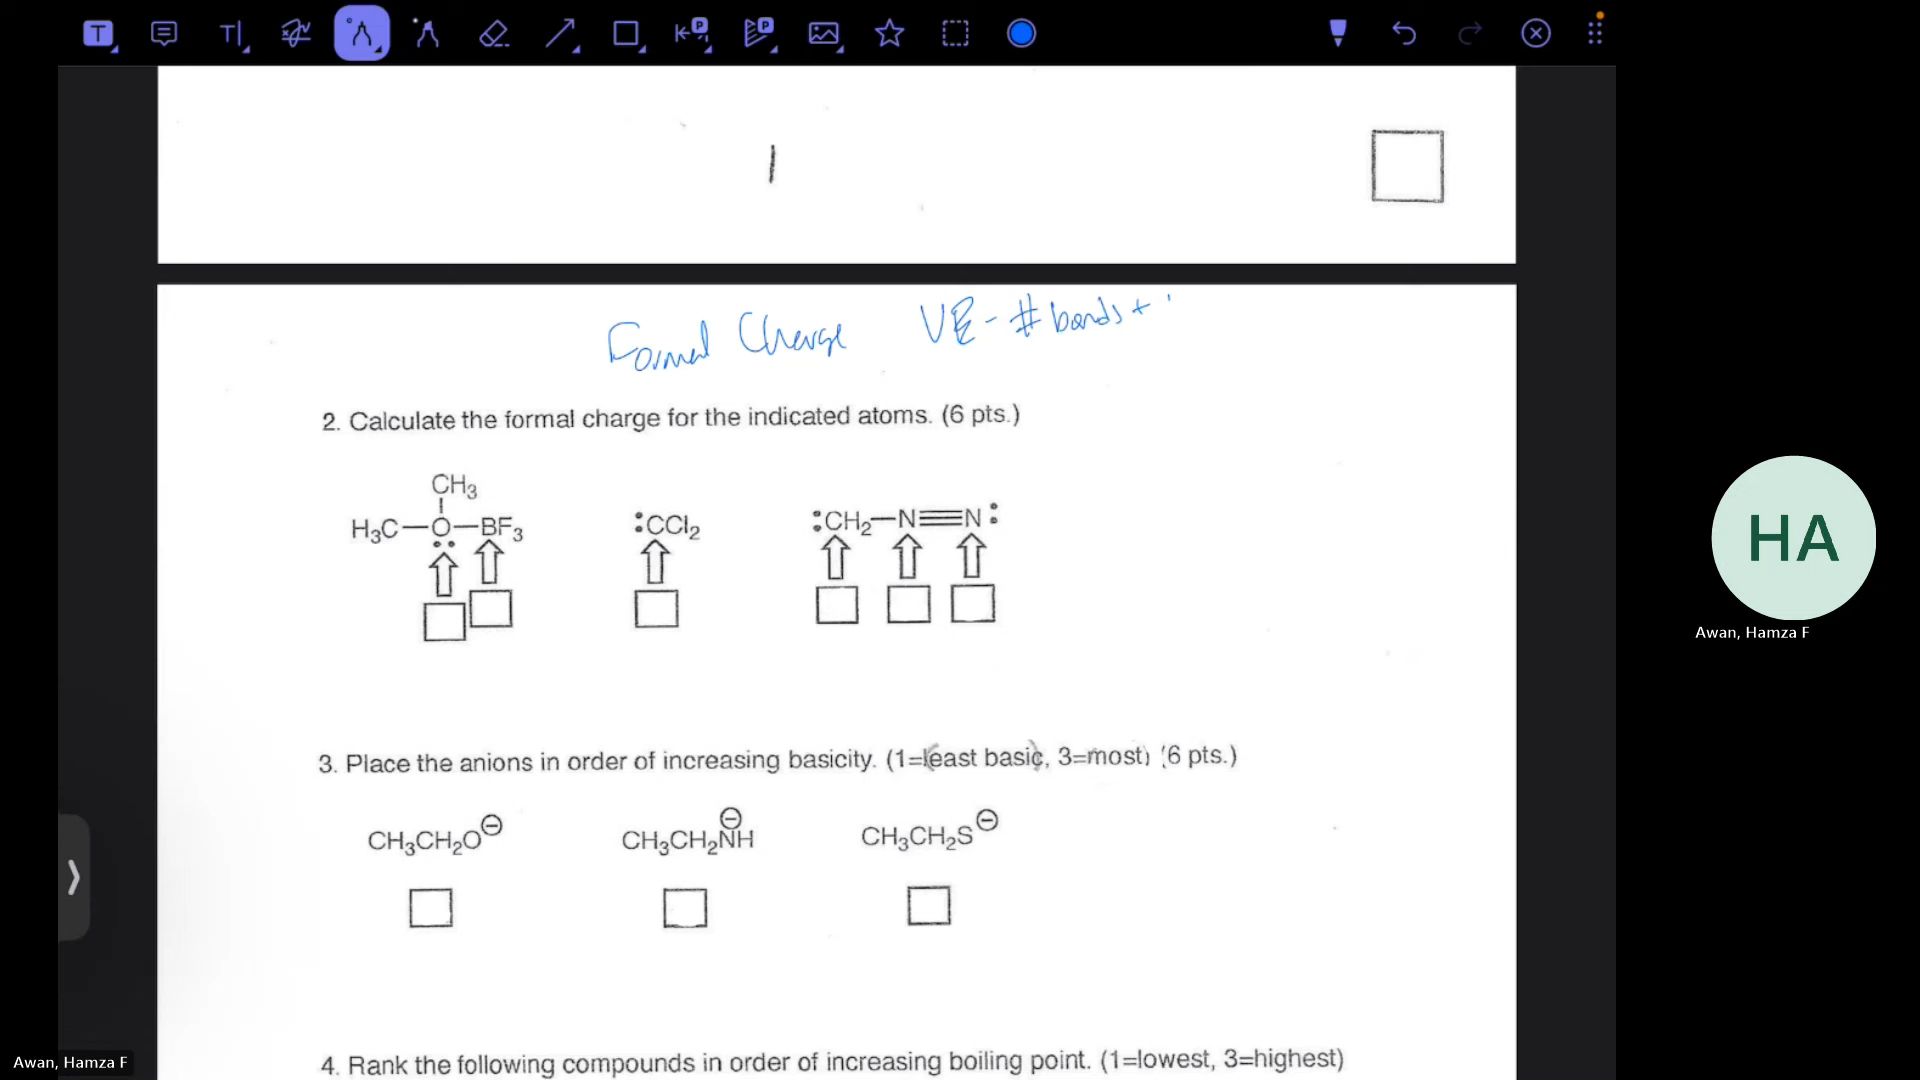 Formal Charge VE - # bonds +
2. Calculate the formal charge for the indicated atoms. (6 pts.)
CH₃
H₃C—O—BF₃ :CCl₂ :CH₂—N≡N:
3. Place the anions in order of increasing basicity. (1=least basic, 3=most) (6 pts.)
CH₃CH₂O⊖ CH₃CH₂NH⊖ CH₃CH₂S⊖
4. Rank the following compounds in order of increasing boiling point. (1=lowest, 3=highest)
HA
Awan, Hamza F
Awan, Hamza F